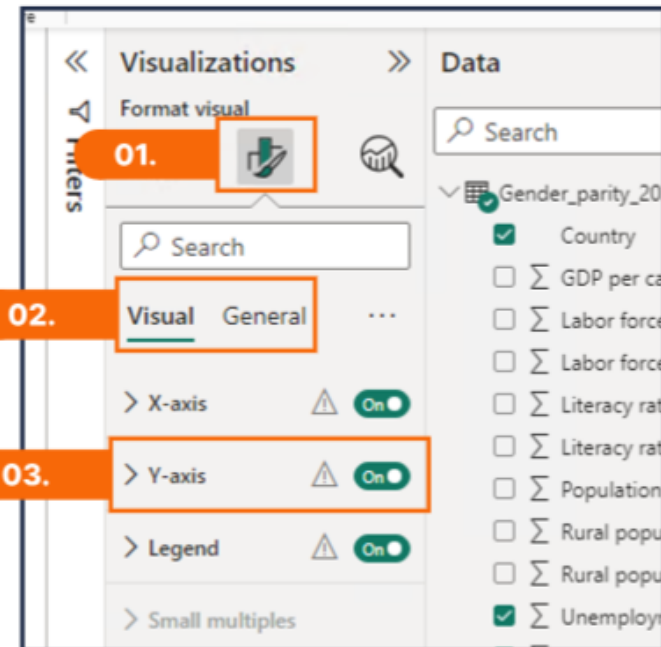 Visualizations
Format visual
01.
Search
02.
Visual General ...
X-axis On
03.
Y-axis On
Legend On
Small multiples
Data
Search
Gender_parity_20
Country
GDP per ca
Labor force
Labor force
Literacy rat
Literacy rat
Population
Rural popu
Rural popu
Unemploym